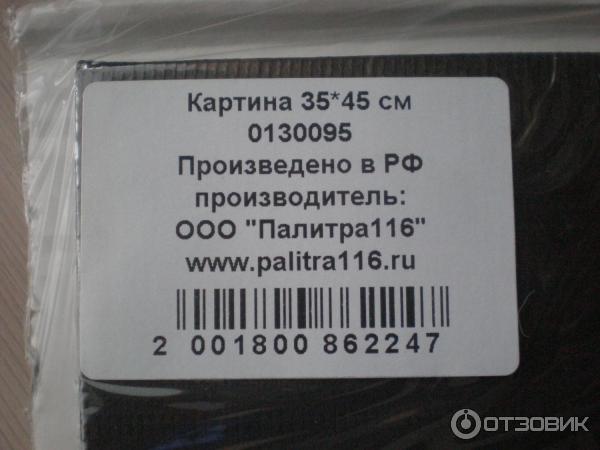 Картина 35*45 см
0130095
Произведено в РФ
производитель:
ООО "Палитра116"
www.palitra116.ru
2 001800 862247
ОТЗОВИК